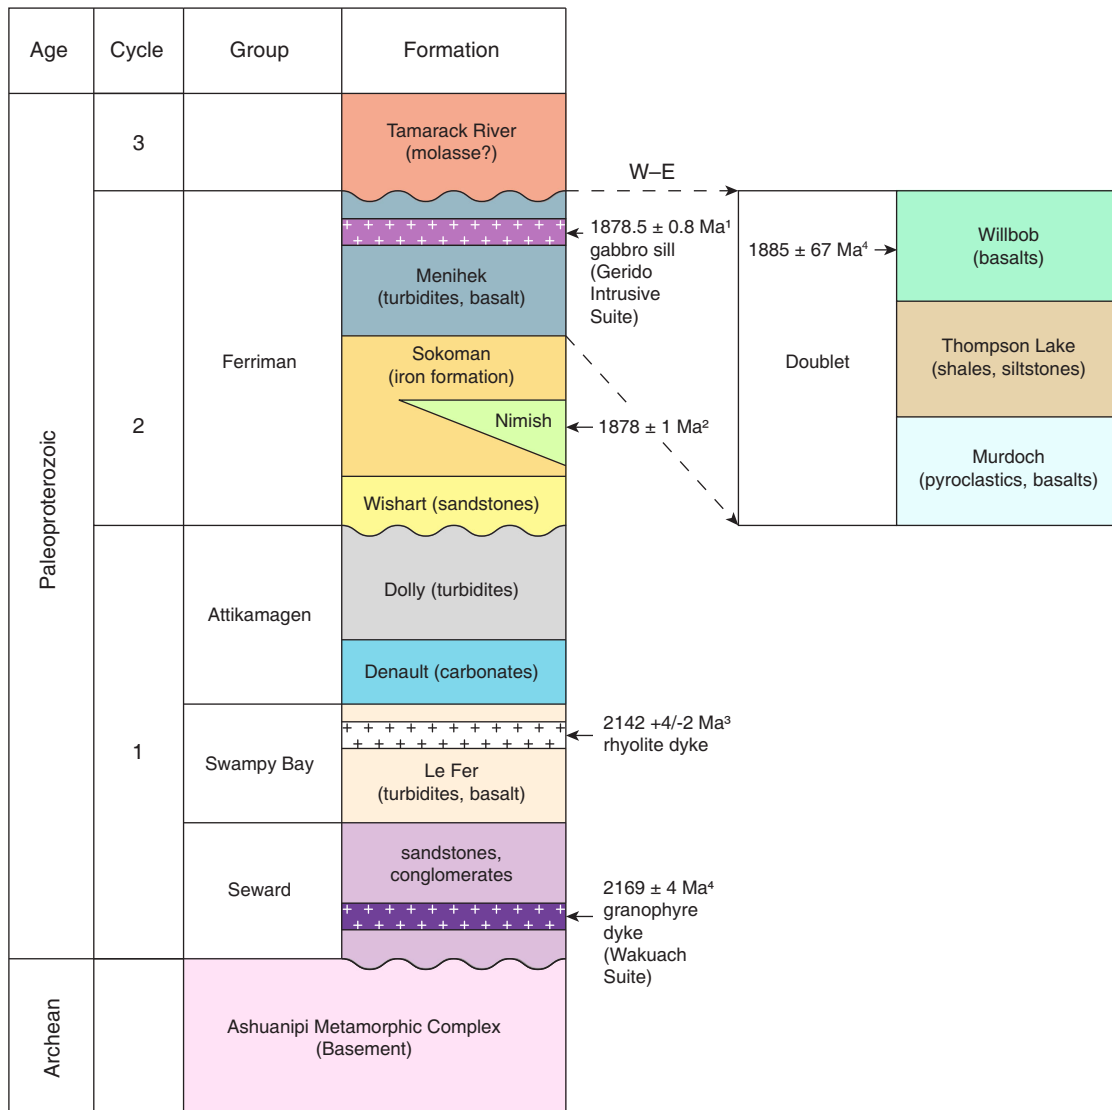 Age
Cycle
Group
Formation
3
Tamarack River
(molasse?)
W–E
1878.5 ± 0.8 Ma¹
gabbro sill
(Gerido
Intrusive
Suite)
Menihek
(turbidites, basalt)
1885 ± 67 Ma⁴
Willbob
(basalts)
Doublet
Thompson Lake
(shales, siltstones)
Murdoch
(pyroclastics, basalts)
Paleoproterozoic
2
Ferriman
Sokoman
(iron formation)
Nimish
1878 ± 1 Ma²
Wishart (sandstones)
1
Attikamagen
Dolly (turbidites)
Denault (carbonates)
Swampy Bay
2142 +4/-2 Ma³
rhyolite dyke
Le Fer
(turbidites, basalt)
Seward
sandstones,
conglomerates
2169 ± 4 Ma⁴
granophyre
dyke
(Wakuach
Suite)
Archean
Ashuanipi Metamorphic Complex
(Basement)